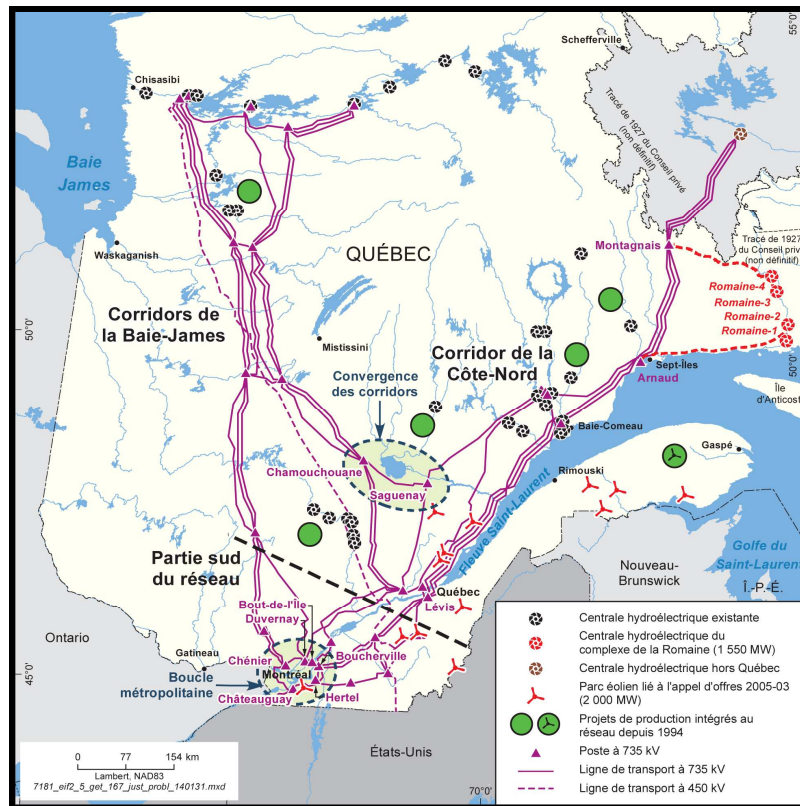 55°0'
Schefferville
Chisasibi
Tracé de 1927
du Conseil privé
(non définitif)
Baie
James
Waskaganish
QUÉBEC
Montagnais
Tracé de 1927
du Conseil privé
(non définitif)
Romaine-4
Romaine-3
Romaine-2
Romaine-1
Corridors de
la Baie-James
50°0'
Mistissini
Corridor de la
Côte-Nord
50°0'
Sept-Îles
Arnaud
Convergence
des corridors
Île
d'Anticosti
Baie-Comeau
Gaspé
Chamouchouane
Rimouski
Saguenay
Fleuve Saint-Laurent
Partie sud
du réseau
Nouveau-
Brunswick
Golfe du
Saint-Laurent
Î.-P.-É.
Québec
Lévis
Bout-de-l'Île
Duvernay
Ontario
Gatineau
Chénier
Boucherville
45°0'
Montréal
Boucle
métropolitaine
Châteauguay
Hertel
États-Unis
Centrale hydroélectrique existante
Centrale hydroélectrique du
complexe de la Romaine (1 550 MW)
Centrale hydroélectrique hors Québec
Parc éolien lié à l'appel d'offres 2005-03
(2 000 MW)
Projets de production intégrés au
réseau depuis 1994
Poste à 735 kV
Ligne de transport à 735 kV
Ligne de transport à 450 kV
0 77 154 km
Lambert, NAD83
7181_eif2_5_get_167_just_probl_140131.mxd
70°0'